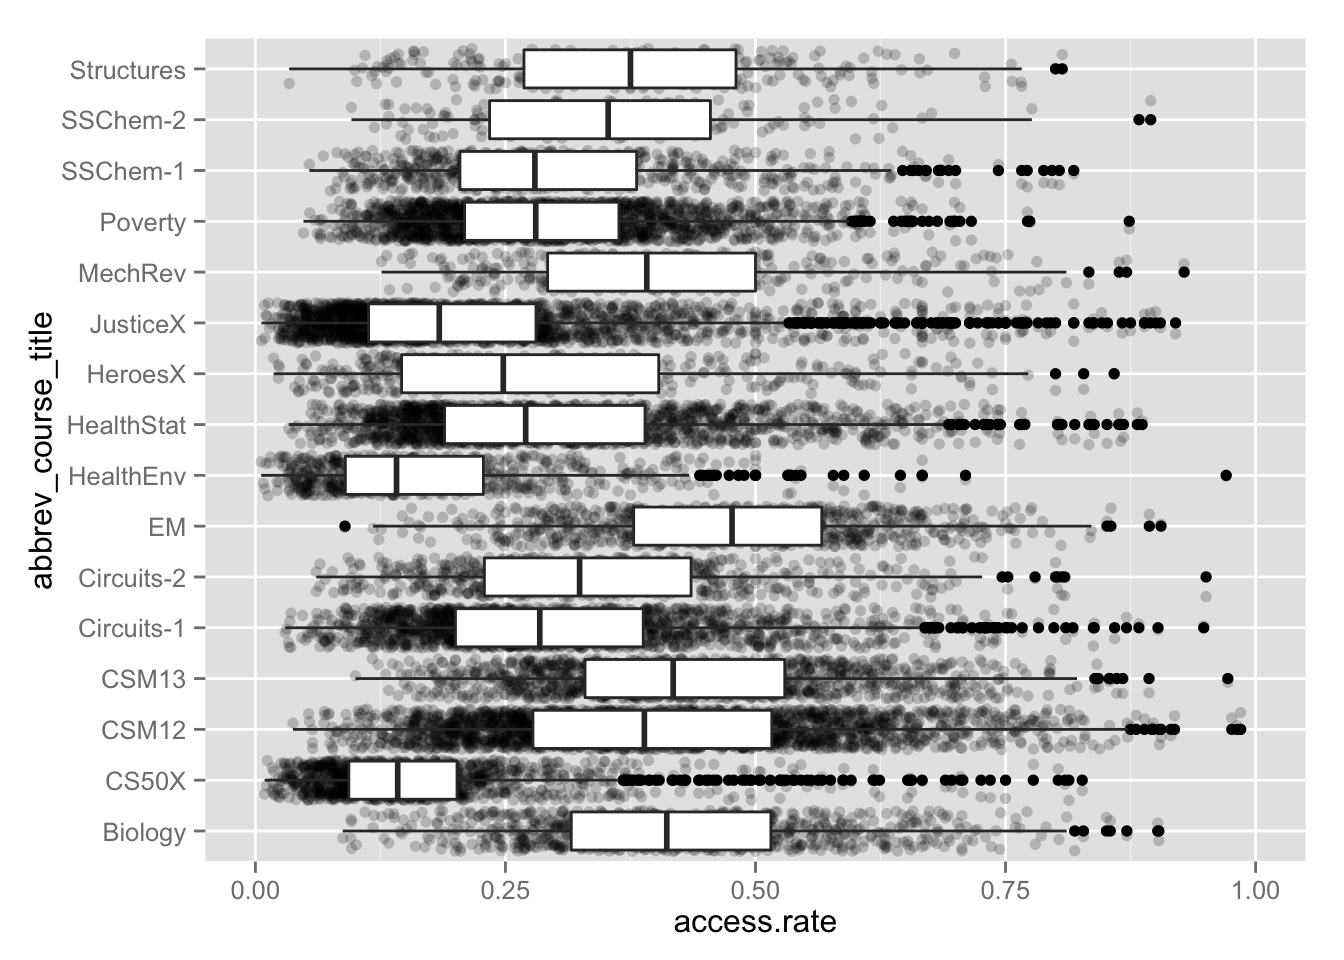 abbrev_course_title
Structures
SSChem-2
SSChem-1
Poverty
MechRev
JusticeX
HeroesX
HealthStat
HealthEnv
EM
Circuits-2
Circuits-1
CSM13
CSM12
CS50X
Biology
0.00 0.25 0.50 0.75 1.00
access.rate